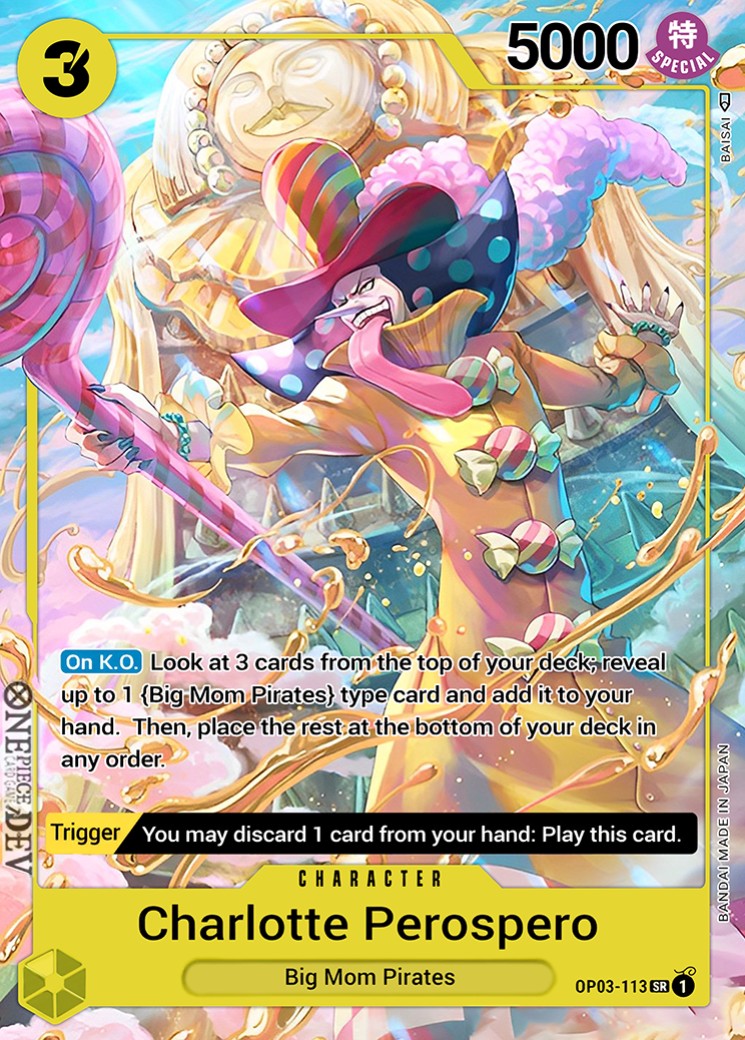 3
5000
特
SPECIAL
BAISAI
On K.O. Look at 3 cards from the top of your deck; reveal
up to 1 {Big Mom Pirates} type card and add it to your
hand. Then, place the rest at the bottom of your deck in
any order.
Trigger You may discard 1 card from your hand: Play this card.
CHARACTER
Charlotte Perospero
Big Mom Pirates
OP03-113 SR 1
ONE PIECE
CARD GAME
/DEV
BANDAI MADE IN JAPAN